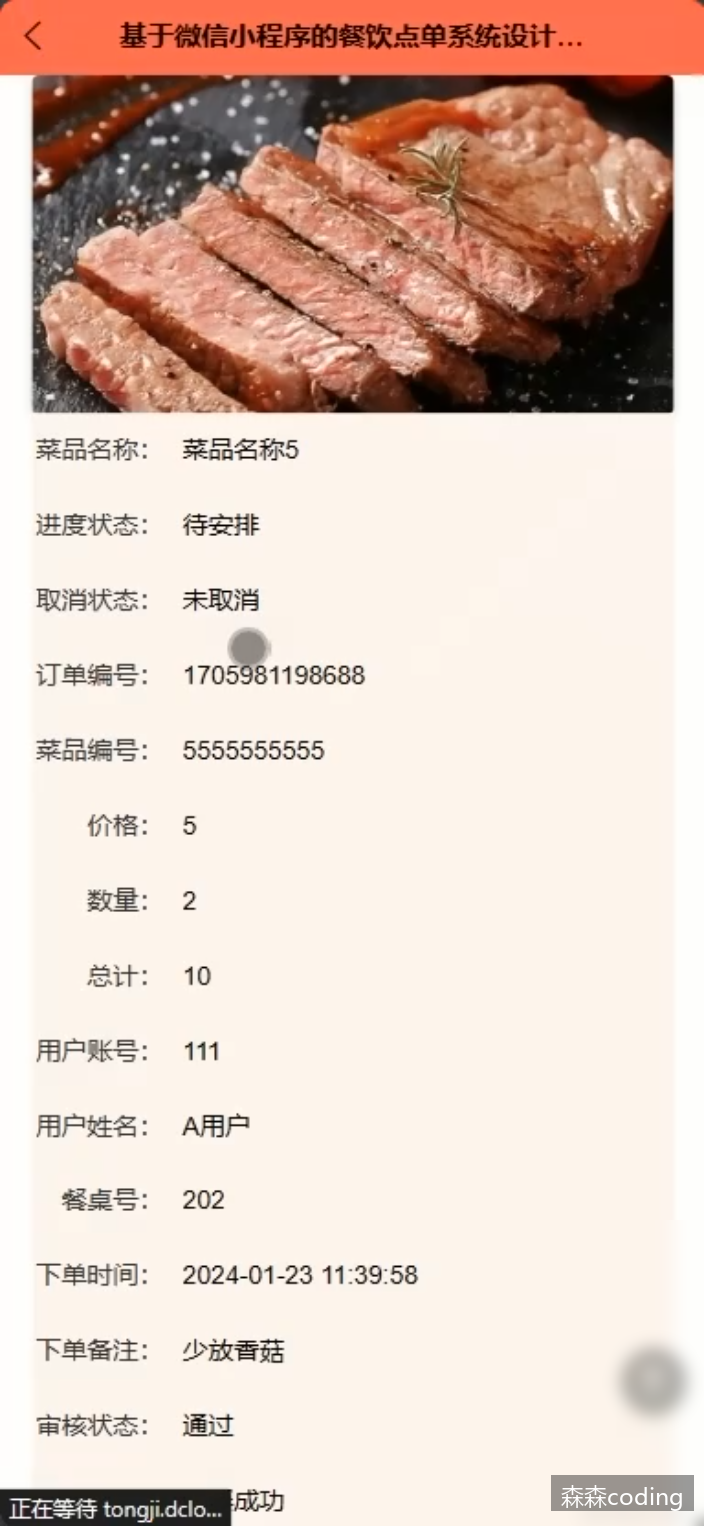 基于微信小程序的餐饮点单系统设计...
菜品名称： 菜品名称5
进度状态： 待安排
取消状态： 未取消
订单编号： 1705981198688
菜品编号： 5555555555
价格： 5
数量： 2
总计： 10
用户账号： 111
用户姓名： A用户
餐桌号： 202
下单时间： 2024-01-23 11:39:58
下单备注： 少放香菇
审核状态： 通过
成功
正在等待 tongji.dclo...
森森coding